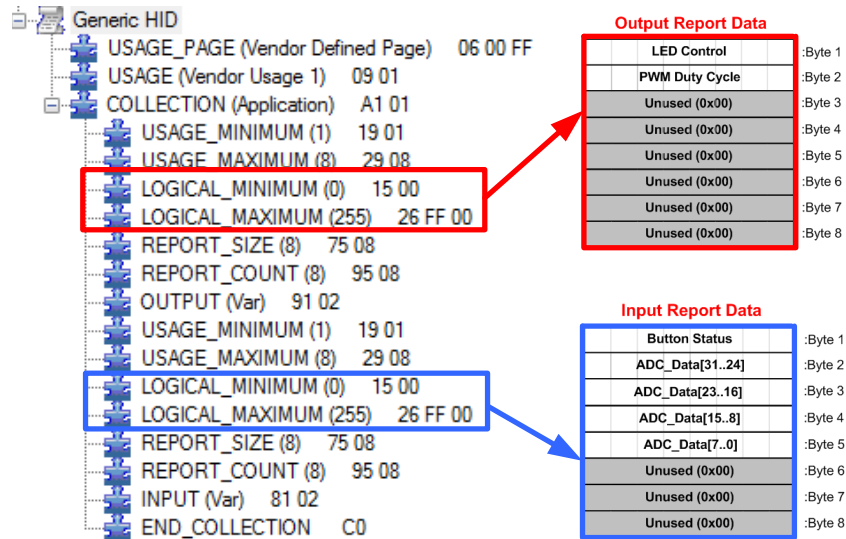 Generic HID
USAGE_PAGE (Vendor Defined Page) 06 00 FF
USAGE (Vendor Usage 1) 09 01
COLLECTION (Application) A1 01
USAGE_MINIMUM (1) 19 01
USAGE_MAXIMUM (8) 29 08
LOGICAL_MINIMUM (0) 15 00
LOGICAL_MAXIMUM (255) 26 FF 00
REPORT_SIZE (8) 75 08
REPORT_COUNT (8) 95 08
OUTPUT (Var) 91 02
USAGE_MINIMUM (1) 19 01
USAGE_MAXIMUM (8) 29 08
LOGICAL_MINIMUM (0) 15 00
LOGICAL_MAXIMUM (255) 26 FF 00
REPORT_SIZE (8) 75 08
REPORT_COUNT (8) 95 08
INPUT (Var) 81 02
END_COLLECTION C0
Output Report Data
LED Control :Byte 1
PWM Duty Cycle :Byte 2
Unused (0x00) :Byte 3
Unused (0x00) :Byte 4
Unused (0x00) :Byte 5
Unused (0x00) :Byte 6
Unused (0x00) :Byte 7
Unused (0x00) :Byte 8
Input Report Data
Button Status :Byte 1
ADC_Data[31..24] :Byte 2
ADC_Data[23..16] :Byte 3
ADC_Data[15..8] :Byte 4
ADC_Data[7..0] :Byte 5
Unused (0x00) :Byte 6
Unused (0x00) :Byte 7
Unused (0x00) :Byte 8